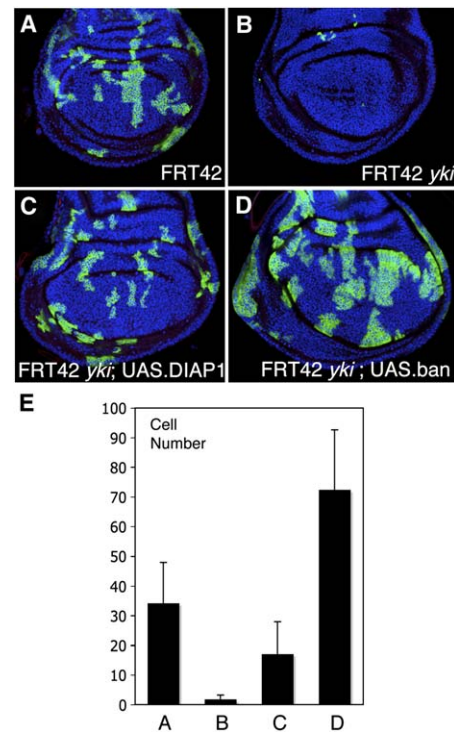 A
B
FRT42
FRT42 yki
C
D
FRT42 yki; UAS.DIAP1
FRT42 yki ; UAS.ban
E
Cell
Number
100
90
80
70
60
50
40
30
20
10
0
A B C D